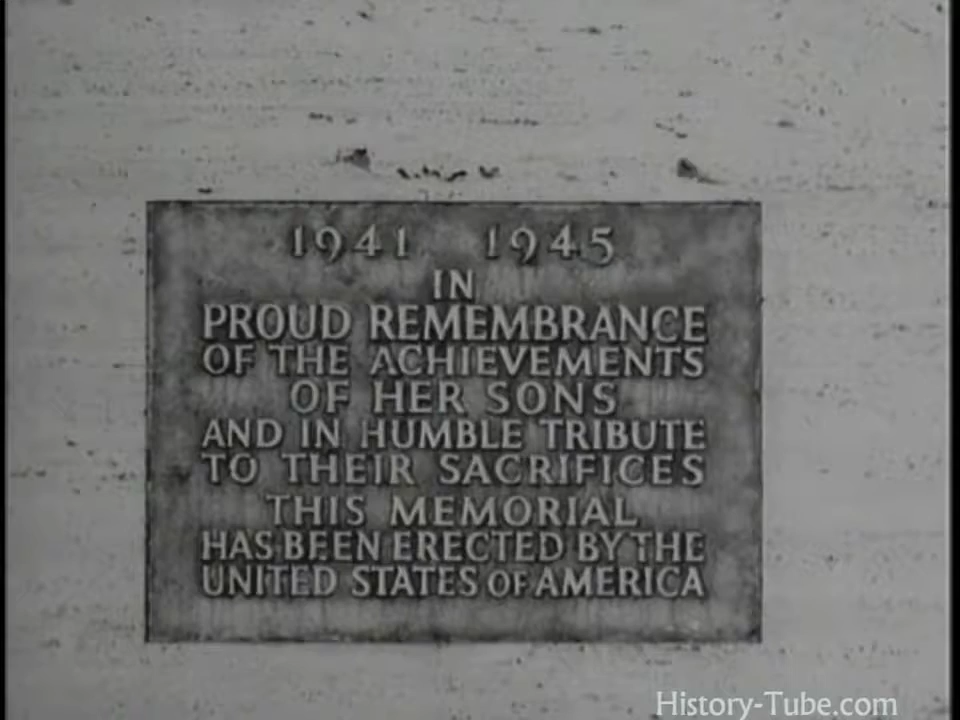 1941 1945
IN
PROUD REMEMBRANCE
OF THE ACHIEVEMENTS
OF HER SONS
AND IN HUMBLE TRIBUTE
TO THEIR SACRIFICES
THIS MEMORIAL
HAS BEEN ERECTED BY THE
UNITED STATES OF AMERICA
History-Tube.com